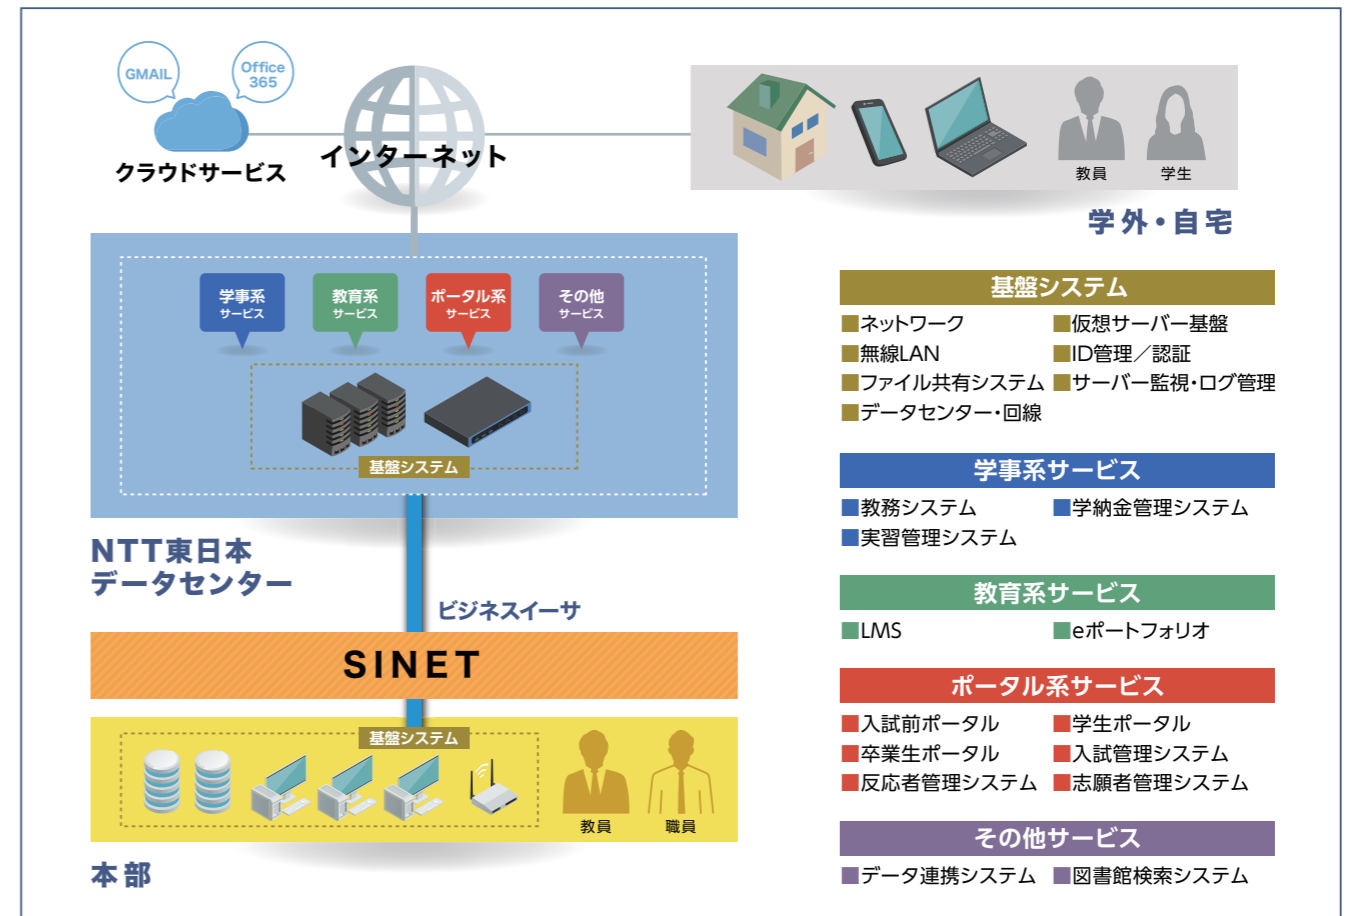 GMAIL
Office
365
クラウドサービス
インターネット
教員
学生
学外・自宅
学事系
サービス
教育系
サービス
ポータル系
サービス
その他
サービス
基盤システム
NTT東日本
データセンター
ビジネスイーサ
SINET
基盤システム
教員
職員
本部
基盤システム
■ネットワーク ■仮想サーバー基盤
■無線LAN ■ID管理／認証
■ファイル共有システム ■サーバー監視・ログ管理
■データセンター・回線
学事系サービス
■教務システム ■学納金管理システム
■実習管理システム
教育系サービス
■LMS ■eポートフォリオ
ポータル系サービス
■入試前ポータル ■学生ポータル
■卒業生ポータル ■入試管理システム
■反応者管理システム ■志願者管理システム
その他サービス
■データ連携システム ■図書館検索システム